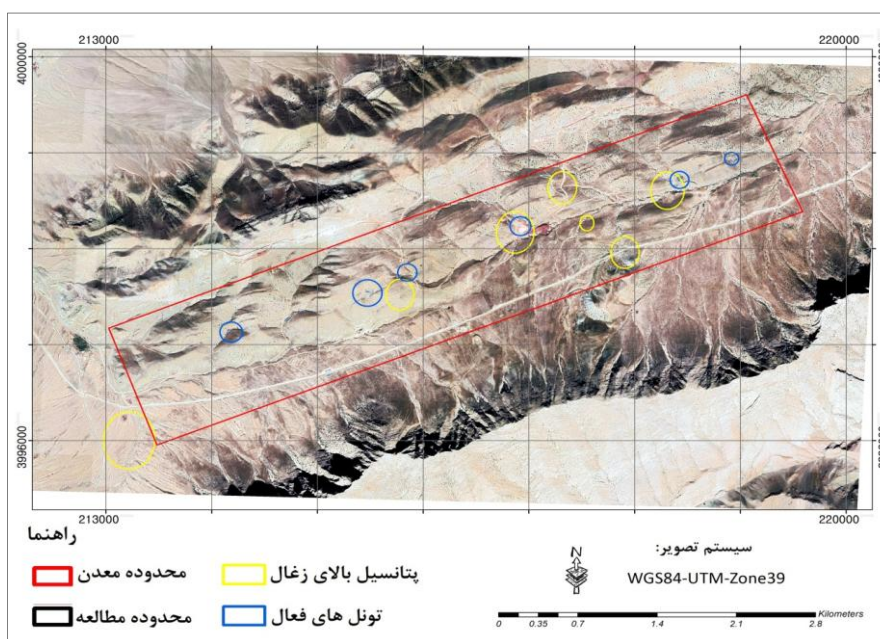 213000 220000
4000000
3996000
213000 220000
راهنما
محدوده معدن
پتانسیل بالای زغال
محدوده مطالعه
تونل های فعال
N
سیستم تصویر:
WGS84-UTM-Zone39
Kilometers
0 0.35 0.7 1.4 2.1 2.8